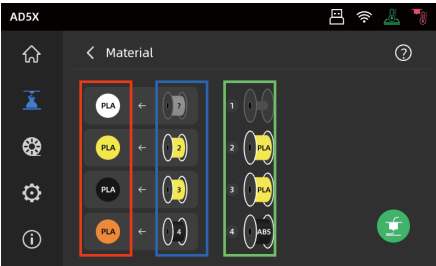 AD5X
Material
?
PLA ← ? 1
PLA ← 2 2 PLA
PLA ← 3 3 PLA
PLA ← 4 4 ABS